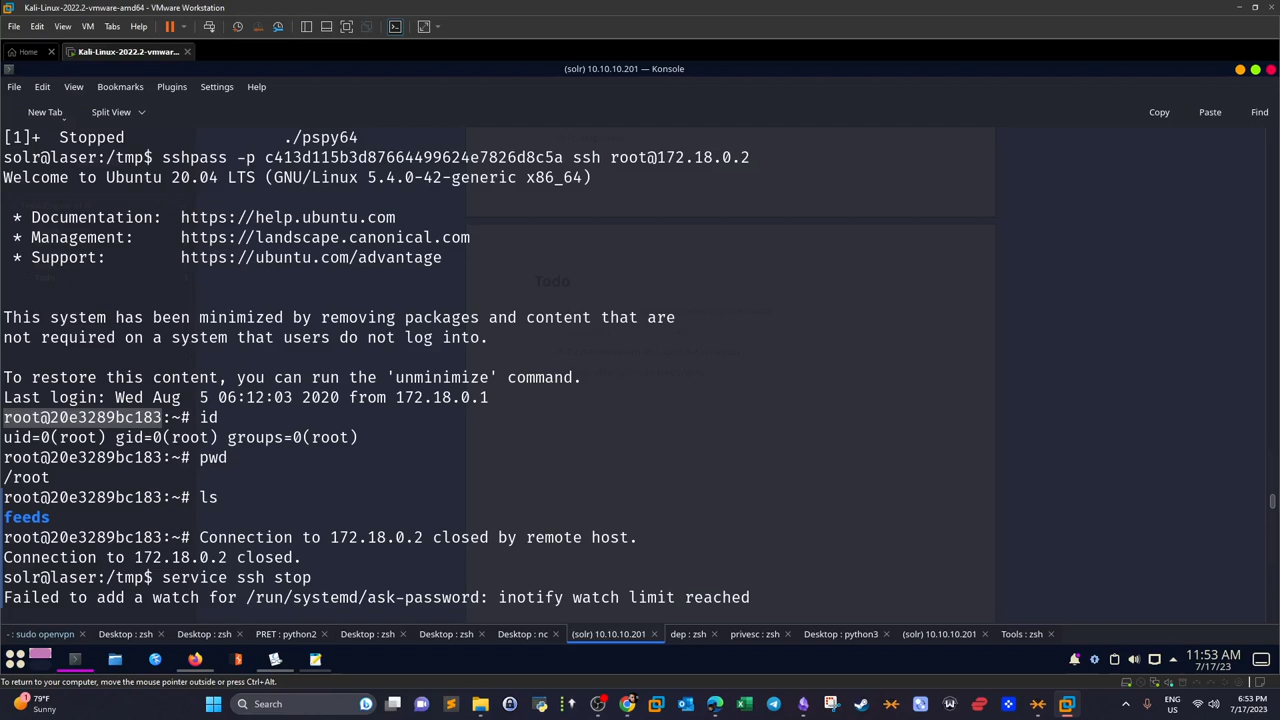 Kali-Linux-2022.2-vmware-amd64 - VMware Workstation
File Edit View VM Tabs Help
Home Kali-Linux-2022.2-vmwar...
(solr) 10.10.10.201 — Konsole
File Edit View Bookmarks Plugins Settings Help
New Tab Split View Copy Paste Find
[1]+  Stopped                 ./pspy64
solr@laser:/tmp$ sshpass -p c413d115b3d87664499624e7826d8c5a ssh root@172.18.0.2
Welcome to Ubuntu 20.04 LTS (GNU/Linux 5.4.0-42-generic x86_64)
* Documentation:  https://help.ubuntu.com
* Management:     https://landscape.canonical.com
* Support:        https://ubuntu.com/advantage
Todo
This system has been minimized by removing packages and content that are
not required on a system that users do not log into.
To restore this content, you can run the 'unminimize' command.
Last login: Wed Aug  5 06:12:03 2020 from 172.18.0.1
root@20e3289bc183:~# id
uid=0(root) gid=0(root) groups=0(root)
root@20e3289bc183:~# pwd
/root
root@20e3289bc183:~# ls
feeds
root@20e3289bc183:~# Connection to 172.18.0.2 closed by remote host.
Connection to 172.18.0.2 closed.
solr@laser:/tmp$ service ssh stop
Failed to add a watch for /run/systemd/ask-password: inotify watch limit reached
- : sudo openvpn Desktop : zsh Desktop : zsh PRET : python2 Desktop : zsh Desktop : zsh Desktop : nc (solr) 10.10.10.201 dep : zsh privesc : zsh Desktop : python3 (solr) 10.10.10.201 Tools : zsh
11:53 AM
7/17/23
To return to your computer, move the mouse pointer outside or press Ctrl+Alt.
79°F
Sunny
Search
ENG
US
6:53 PM
7/17/2023